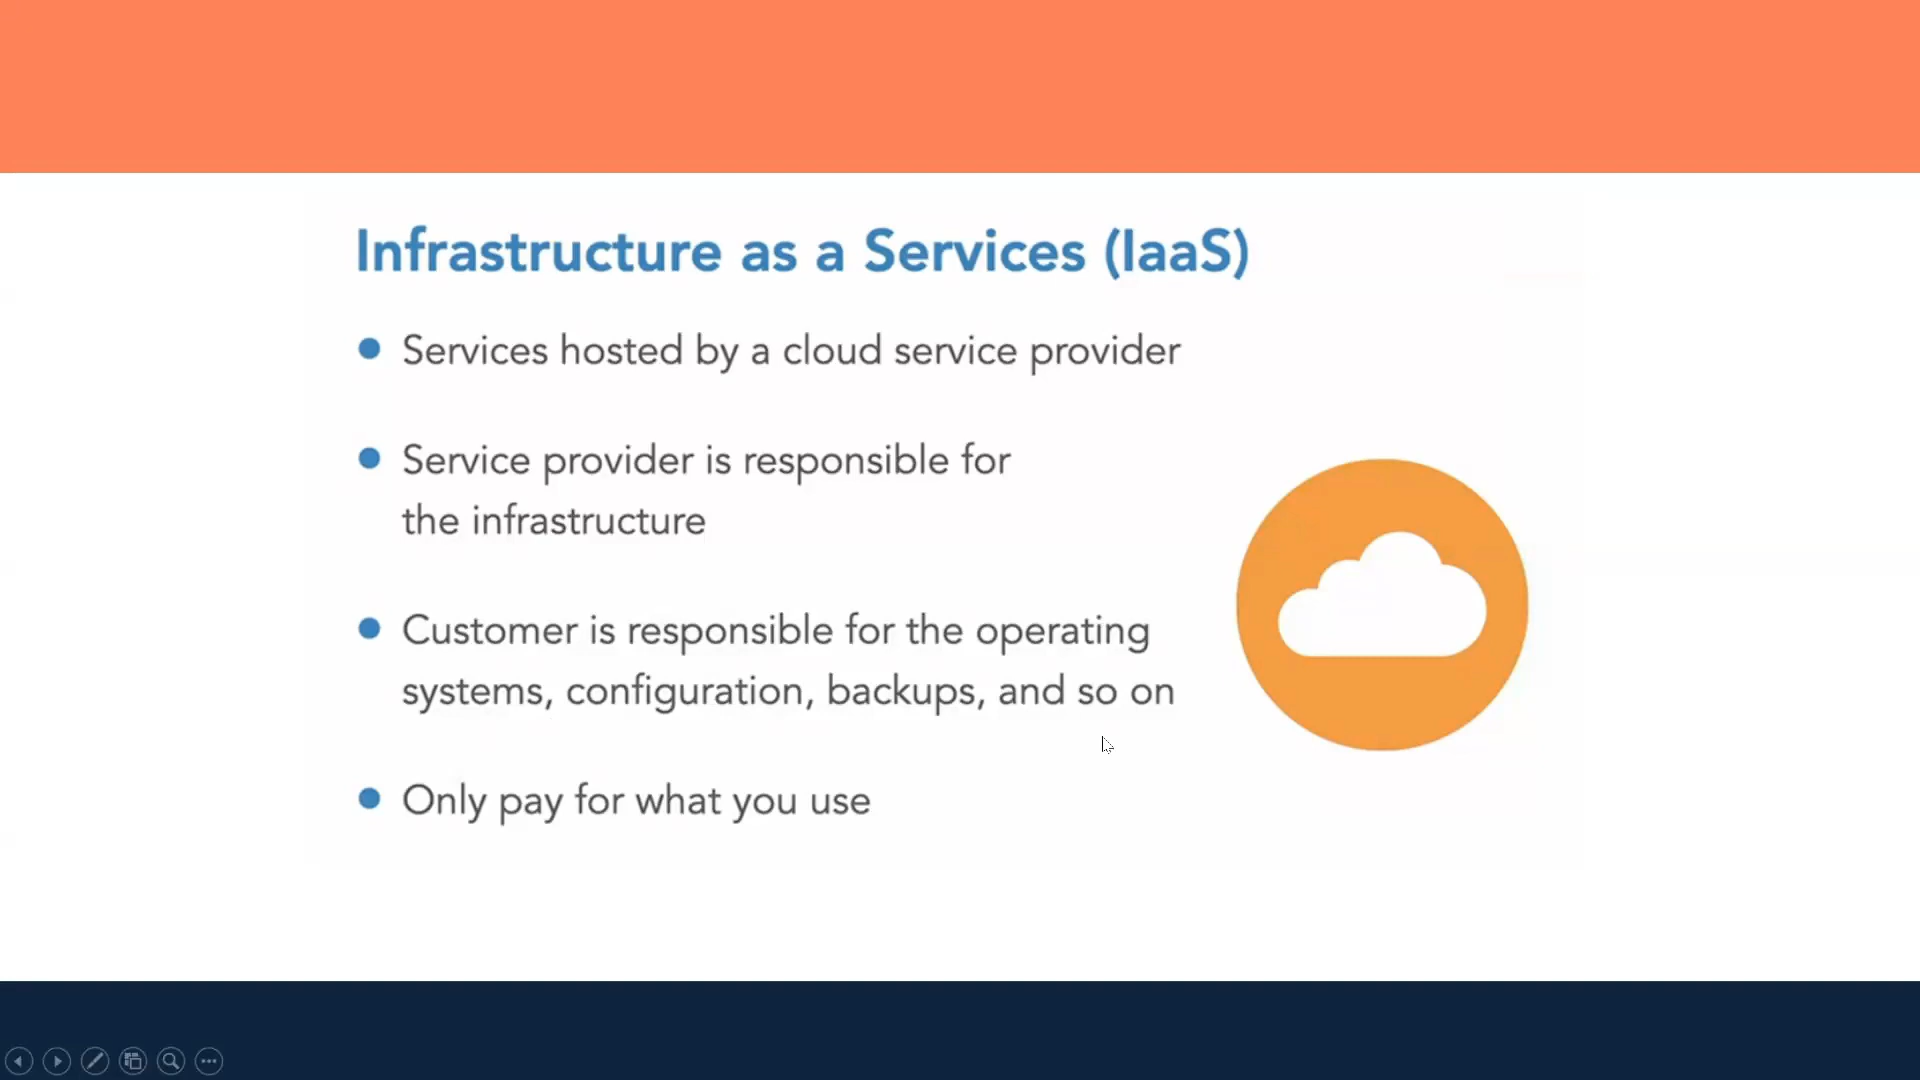 Infrastructure as a Services (IaaS)
Services hosted by a cloud service provider
Service provider is responsible for
the infrastructure
Customer is responsible for the operating
systems, configuration, backups, and so on
Only pay for what you use